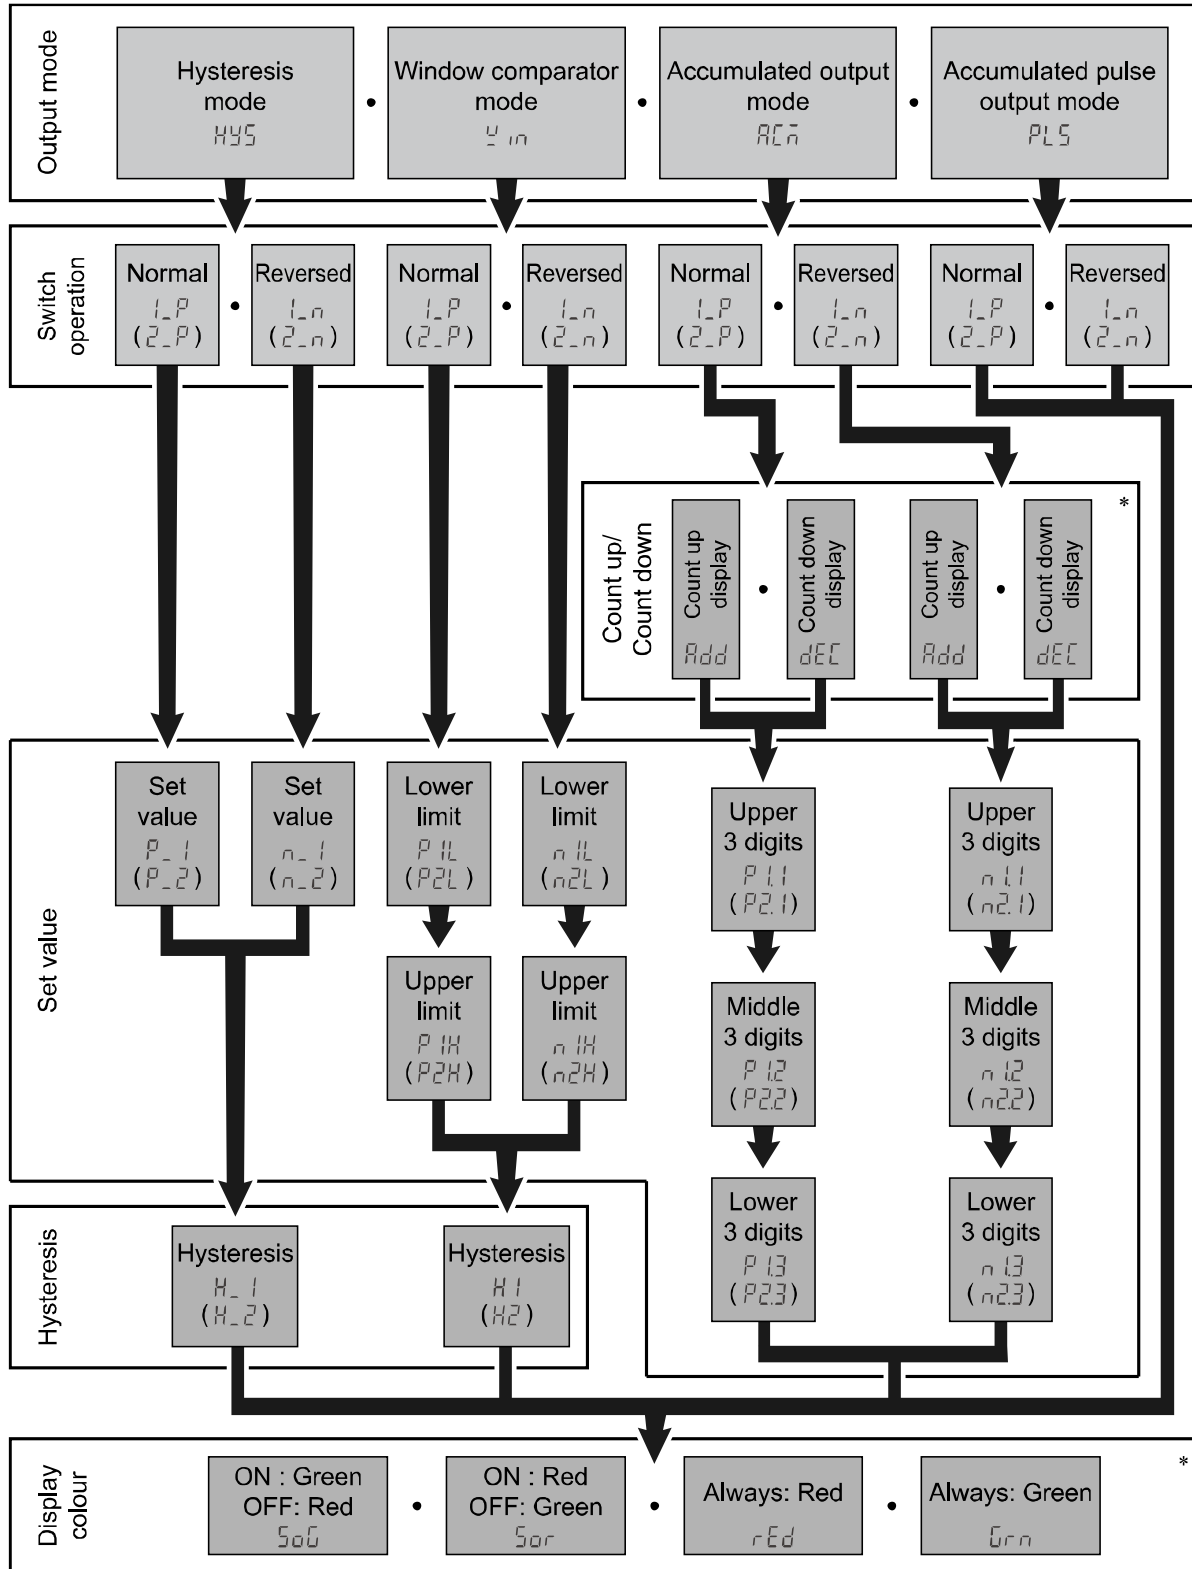 Output mode
Hysteresis
mode
HYS
Window comparator
mode
Accumulated output
mode
Accumulated pulse
output mode
PLS
Switch
operation
Normal
1_P
(2_P)
Reversed
1_n
(2_n)
Normal
1_P
(2_P)
Reversed
1_n
(2_n)
Normal
1_P
(2_P)
Reversed
1_n
(2_n)
Normal
1_P
(2_P)
Reversed
1_n
(2_n)
Count up/
Count down
Count up
display
Add
Count down
display
dEC
Count up
display
Add
Count down
display
dEC
*
Set value
Set
value
P_1
(P_2)
Set
value
n_1
(n_2)
Lower
limit
P1L
(P2L)
Lower
limit
n1L
(n2L)
Upper
limit
P1H
(P2H)
Upper
limit
n1H
(n2H)
Upper
3 digits
P1.1
(P2.1)
Upper
3 digits
n1.1
(n2.1)
Middle
3 digits
P1.2
(P2.2)
Middle
3 digits
n1.2
(n2.2)
Lower
3 digits
P1.3
(P2.3)
Lower
3 digits
n1.3
(n2.3)
Hysteresis
Hysteresis
H_1
(H_2)
Hysteresis
H1
(H2)
Display
colour
ON : Green
OFF: Red
SoG
ON : Red
OFF: Green
Sor
Always: Red
rEd
Always: Green
Grn
*